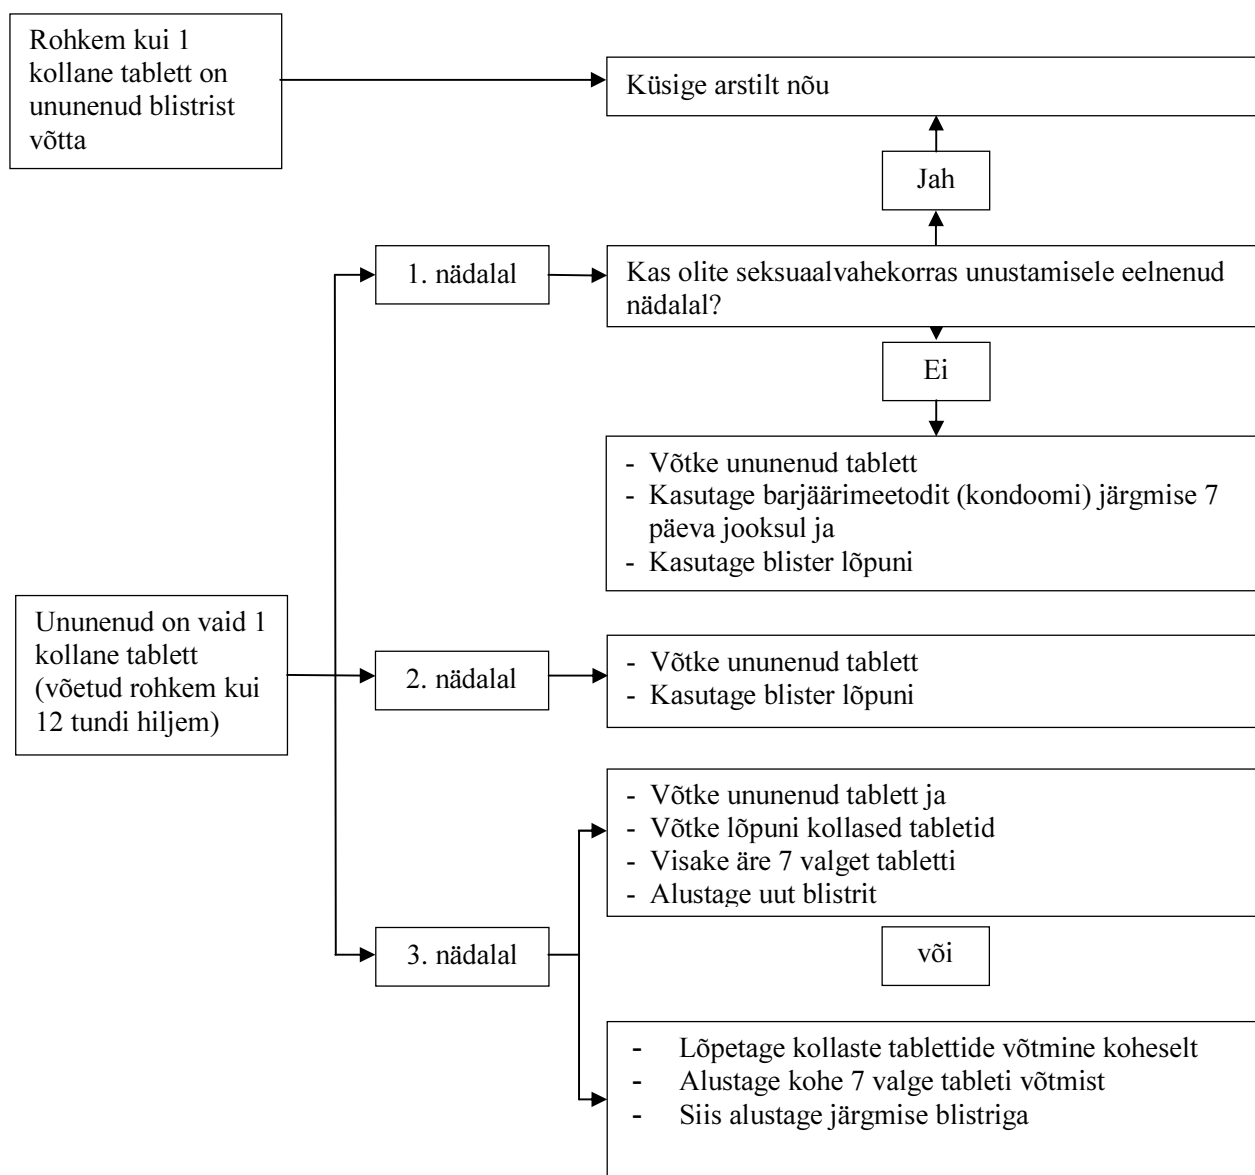 Rohkem kui 1
kollane tablett on
ununenud blistrist
võtta
Küsige arstilt nõu
Jah
1. nädalal
Kas olite seksuaalvahekorras unustamisele eelnenud
nädalal?
Ei
- Võtke ununenud tablett
- Kasutage barjäärimeetodit (kondoomi) järgmise 7
päeva jooksul ja
- Kasutage blister lõpuni
Ununenud on vaid 1
kollane tablett
(võetud rohkem kui
12 tundi hiljem)
2. nädalal
- Võtke ununenud tablett
- Kasutage blister lõpuni
- Võtke ununenud tablett ja
- Võtke lõpuni kollased tabletid
- Visake äre 7 valget tabletti
- Alustage uut blistrit
3. nädalal
või
- Lõpetage kollaste tablettide võtmine koheselt
- Alustage kohe 7 valge tableti võtmist
- Siis alustage järgmise blistriga